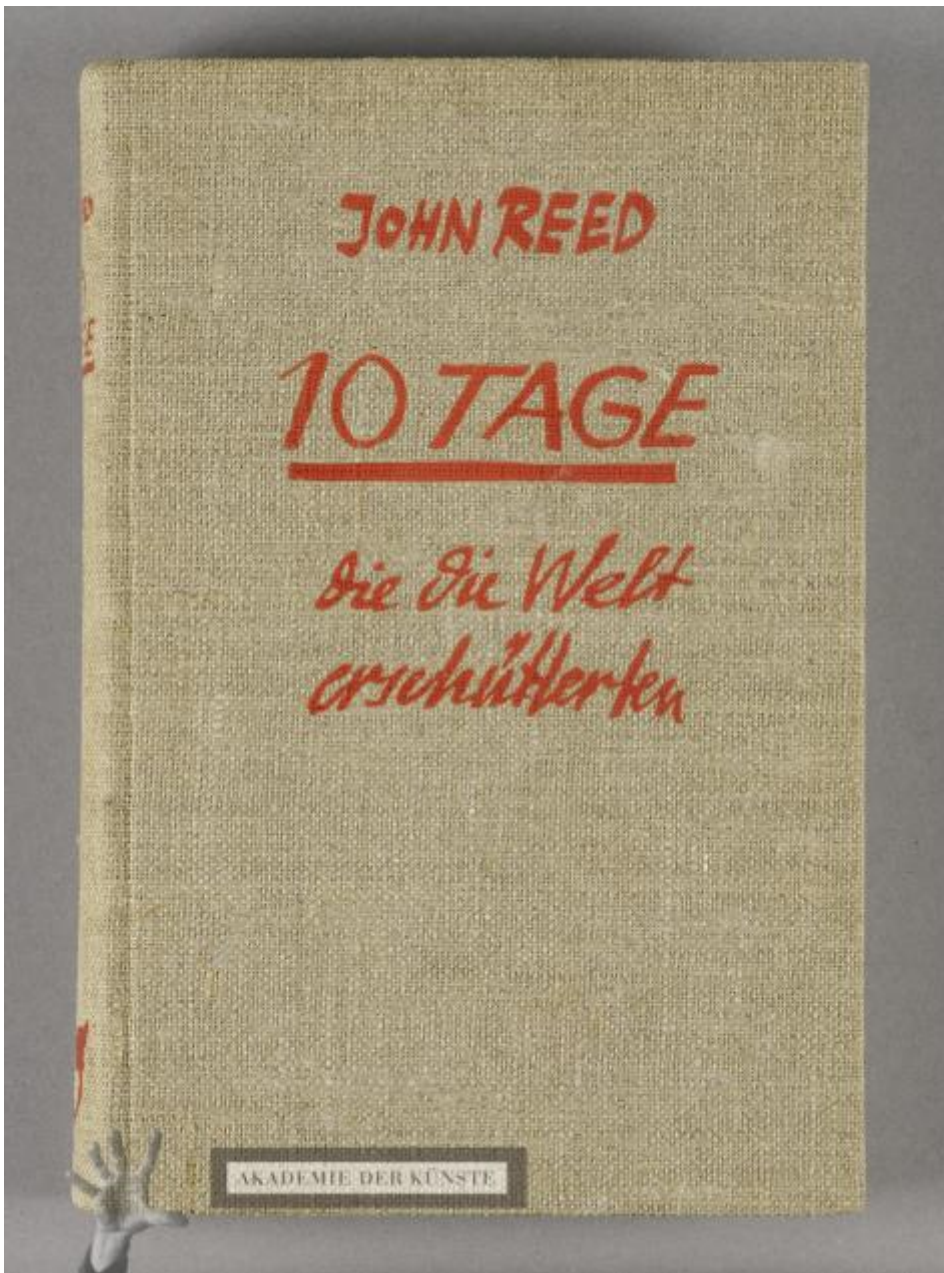 JOHN REED
10 TAGE
die die Welt
erschütterten
AKADEMIE DER KÜNSTE